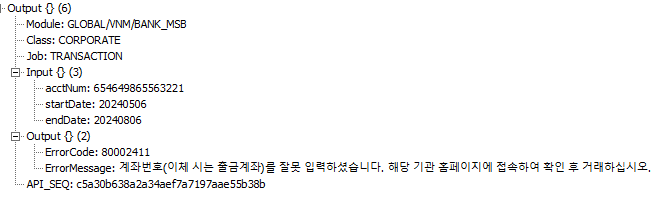 Output {} (6)
Module: GLOBAL/VNM/BANK_MSB
Class: CORPORATE
Job: TRANSACTION
Input {} (3)
acctNum: 654649865563221
startDate: 20240506
endDate: 20240806
Output {} (2)
ErrorCode: 80002411
ErrorMessage: 계좌번호(이체 시는 출금계좌)를 잘못 입력하셨습니다. 해당 기관 홈페이지에 접속하여 확인 후 거래하십시오.
API_SEQ: c5a30b638a2a34aef7a7197aae55b38b